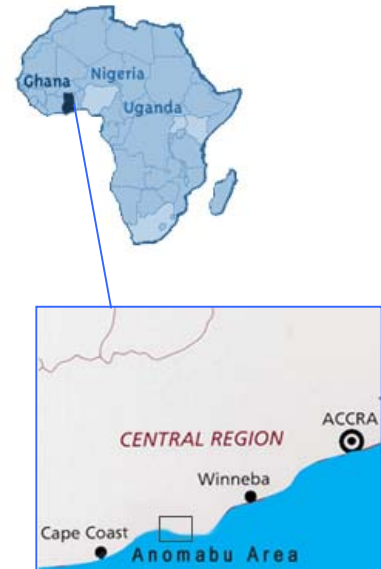 Nigeria
Ghana
Uganda
ACCRA
CENTRAL REGION
Winneba
Cape Coast
Anomabu Area